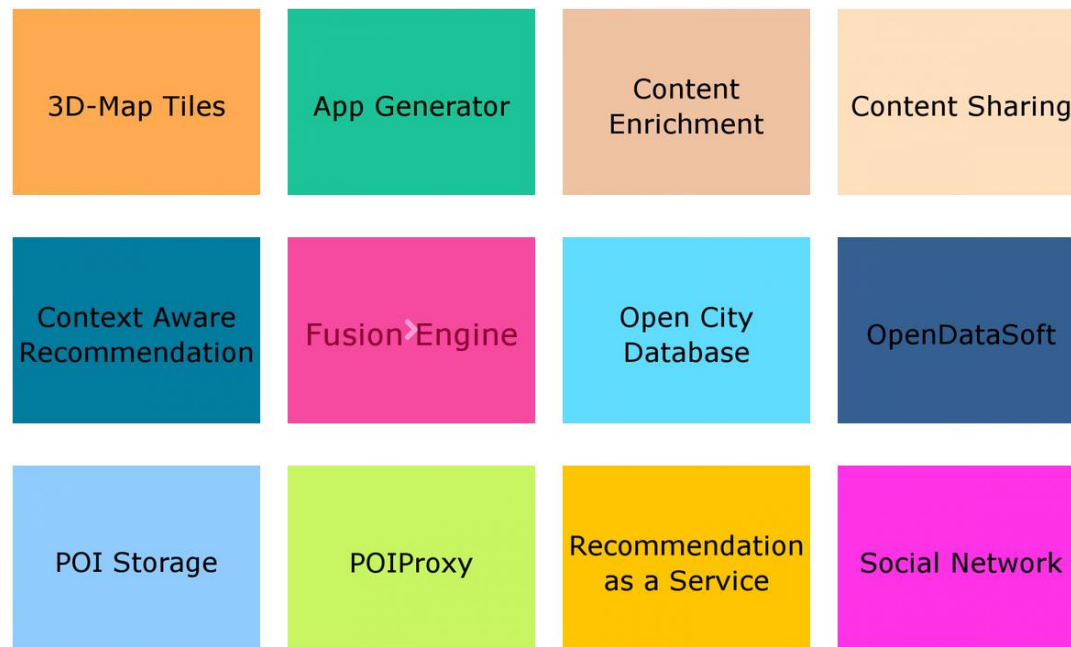 3D-Map Tiles
App Generator
Content
Enrichment
Content Sharing
Context Aware
Recommendation
Fusion Engine
Open City
Database
OpenDataSoft
POI Storage
POIProxy
Recommendation
as a Service
Social Network